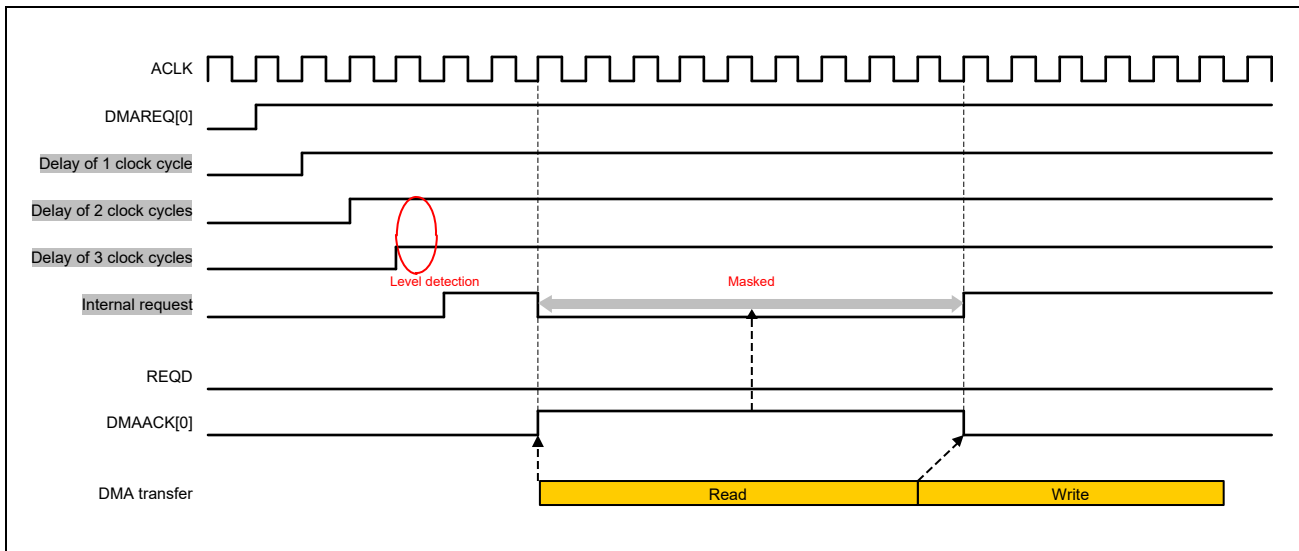 ACLK
DMAREQ[0]
Delay of 1 clock cycle
Delay of 2 clock cycles
Delay of 3 clock cycles
Level detection
Masked
Internal request
REQD
DMAACK[0]
DMA transfer
Read
Write